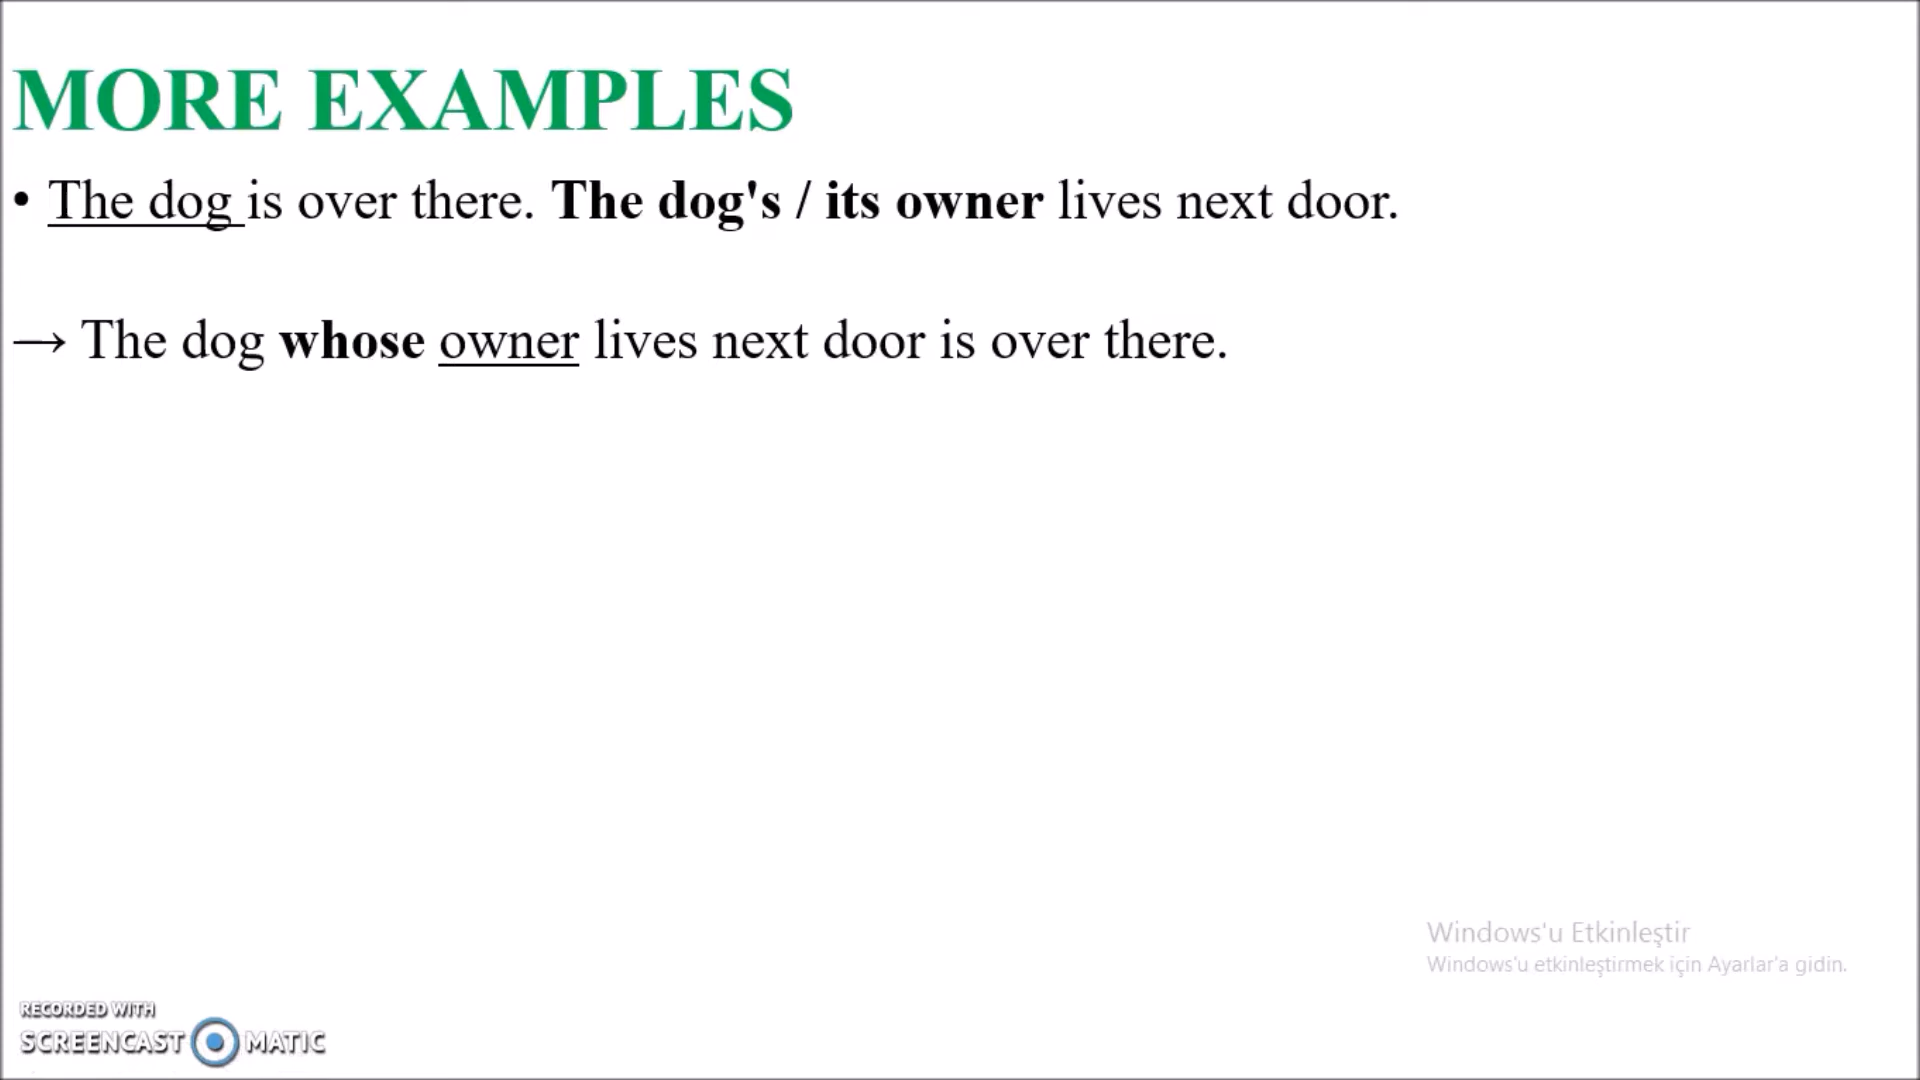 MORE EXAMPLES
• The dog is over there. The dog's / its owner lives next door.
→ The dog whose owner lives next door is over there.
Windows'u Etkinleştir
Windows'u etkinleştirmek için Ayarlar'a gidin.
RECORDED WITH
SCREENCAST MATIC